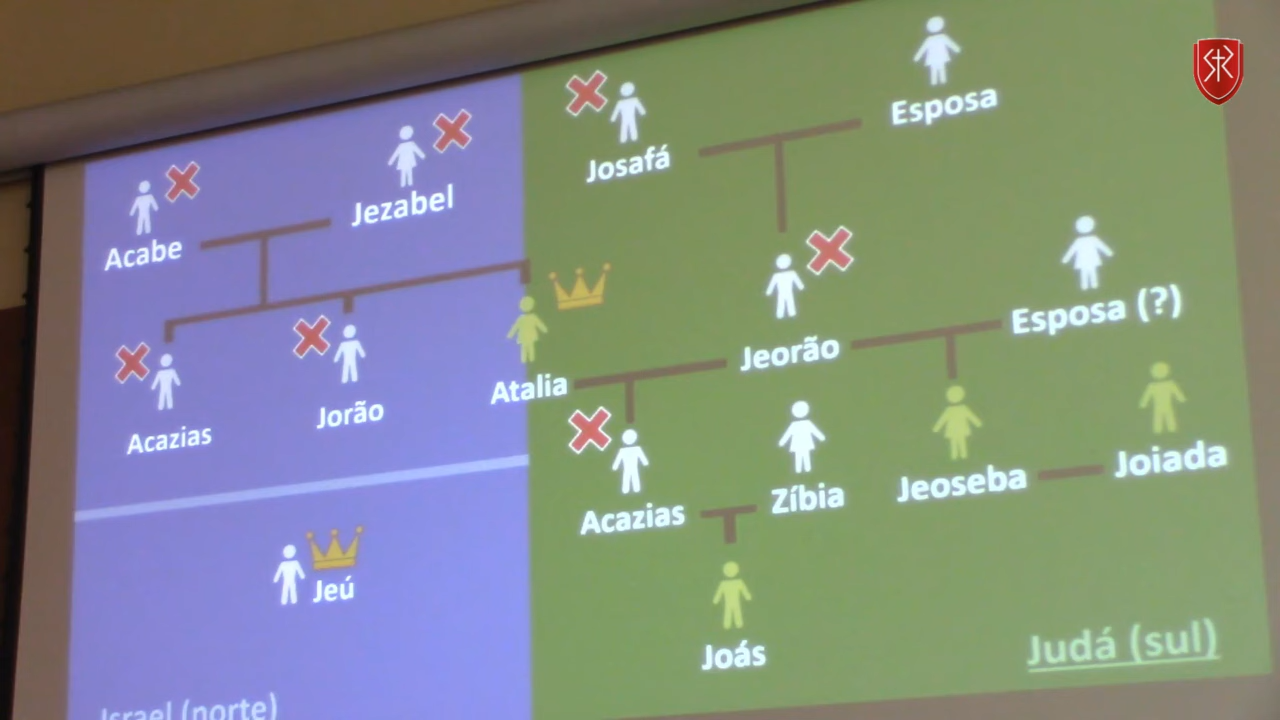 Esposa
Josafá
Jezabel
Acabe
Esposa (?)
Jeorão
Atalia
Jorão
Acazias
Joiada
Jeoseba
Zíbia
Acazias
Jeú
Joás
Judá (sul)
Israel (norte)